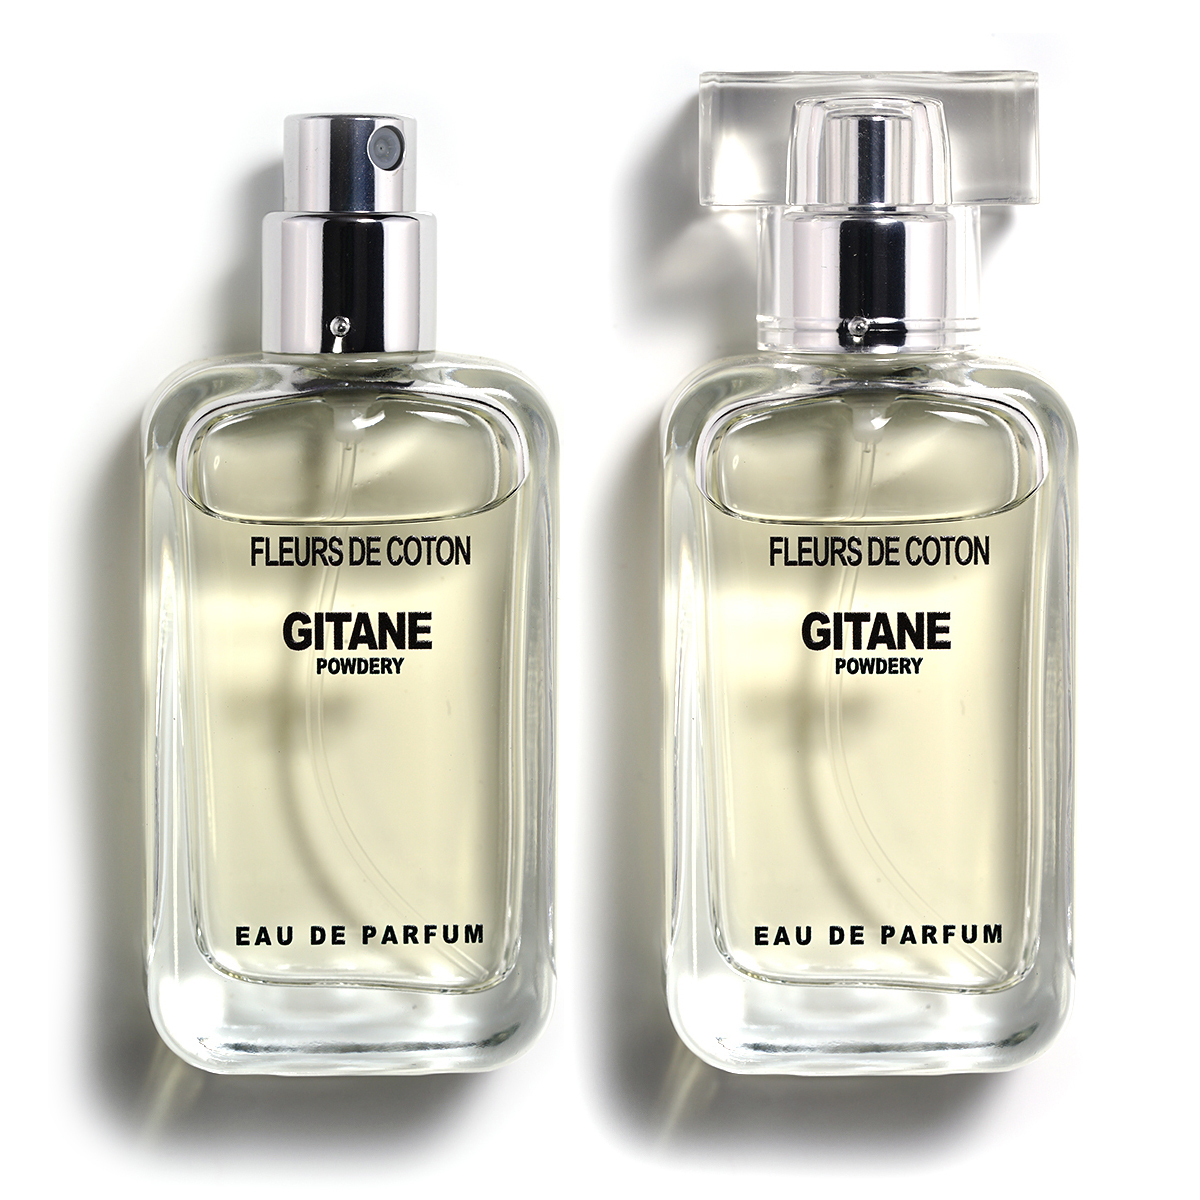 FLEURS DE COTON
GITANE
POWDERY
EAU DE PARFUM
FLEURS DE COTON
GITANE
POWDERY
EAU DE PARFUM